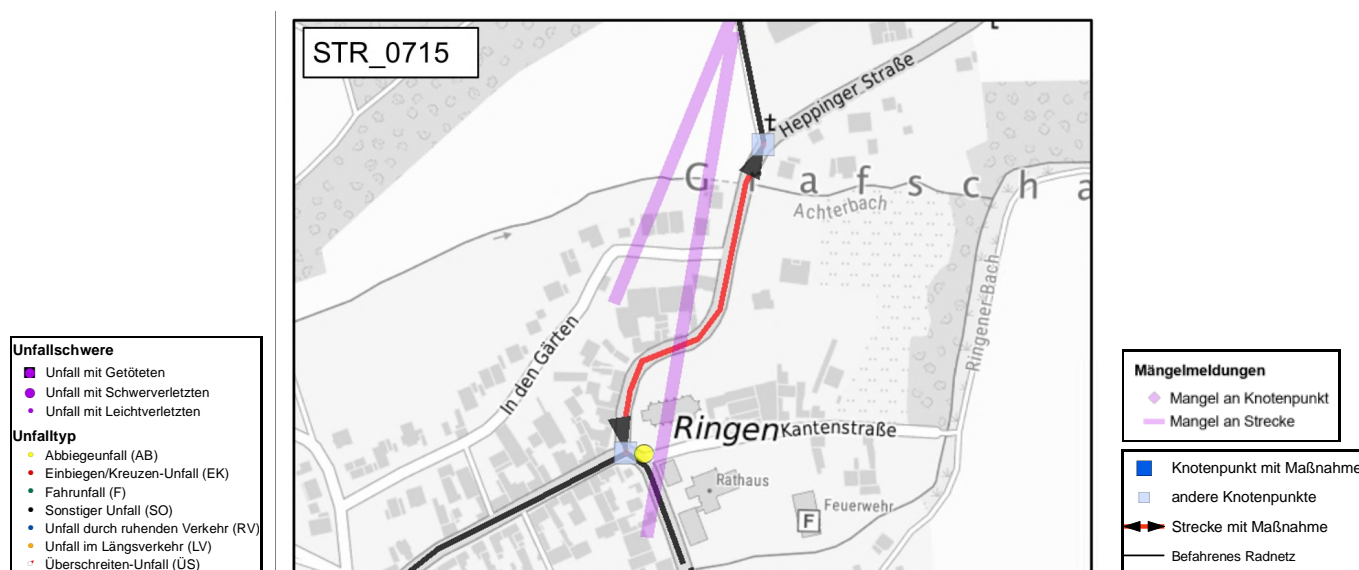 STR_0715
t
t
Heppinger Straße
G r a f s c h a
Achterbach
Ringener Bach
In den Gärten
Ringen
Kantenstraße
Rathaus
Feuerwehr
F
Unfallschwere
Unfall mit Getöteten
Unfall mit Schwerverletzten
Unfall mit Leichtverletzten
Unfalltyp
Abbiegeunfall (AB)
Einbiegen/Kreuzen-Unfall (EK)
Fahrunfall (F)
Sonstiger Unfall (SO)
Unfall durch ruhenden Verkehr (RV)
Unfall im Längsverkehr (LV)
Überschreiten-Unfall (ÜS)
Mängelmeldungen
Mangel an Knotenpunkt
Mangel an Strecke
Knotenpunkt mit Maßnahme
andere Knotenpunkte
Strecke mit Maßnahme
Befahrenes Radnetz